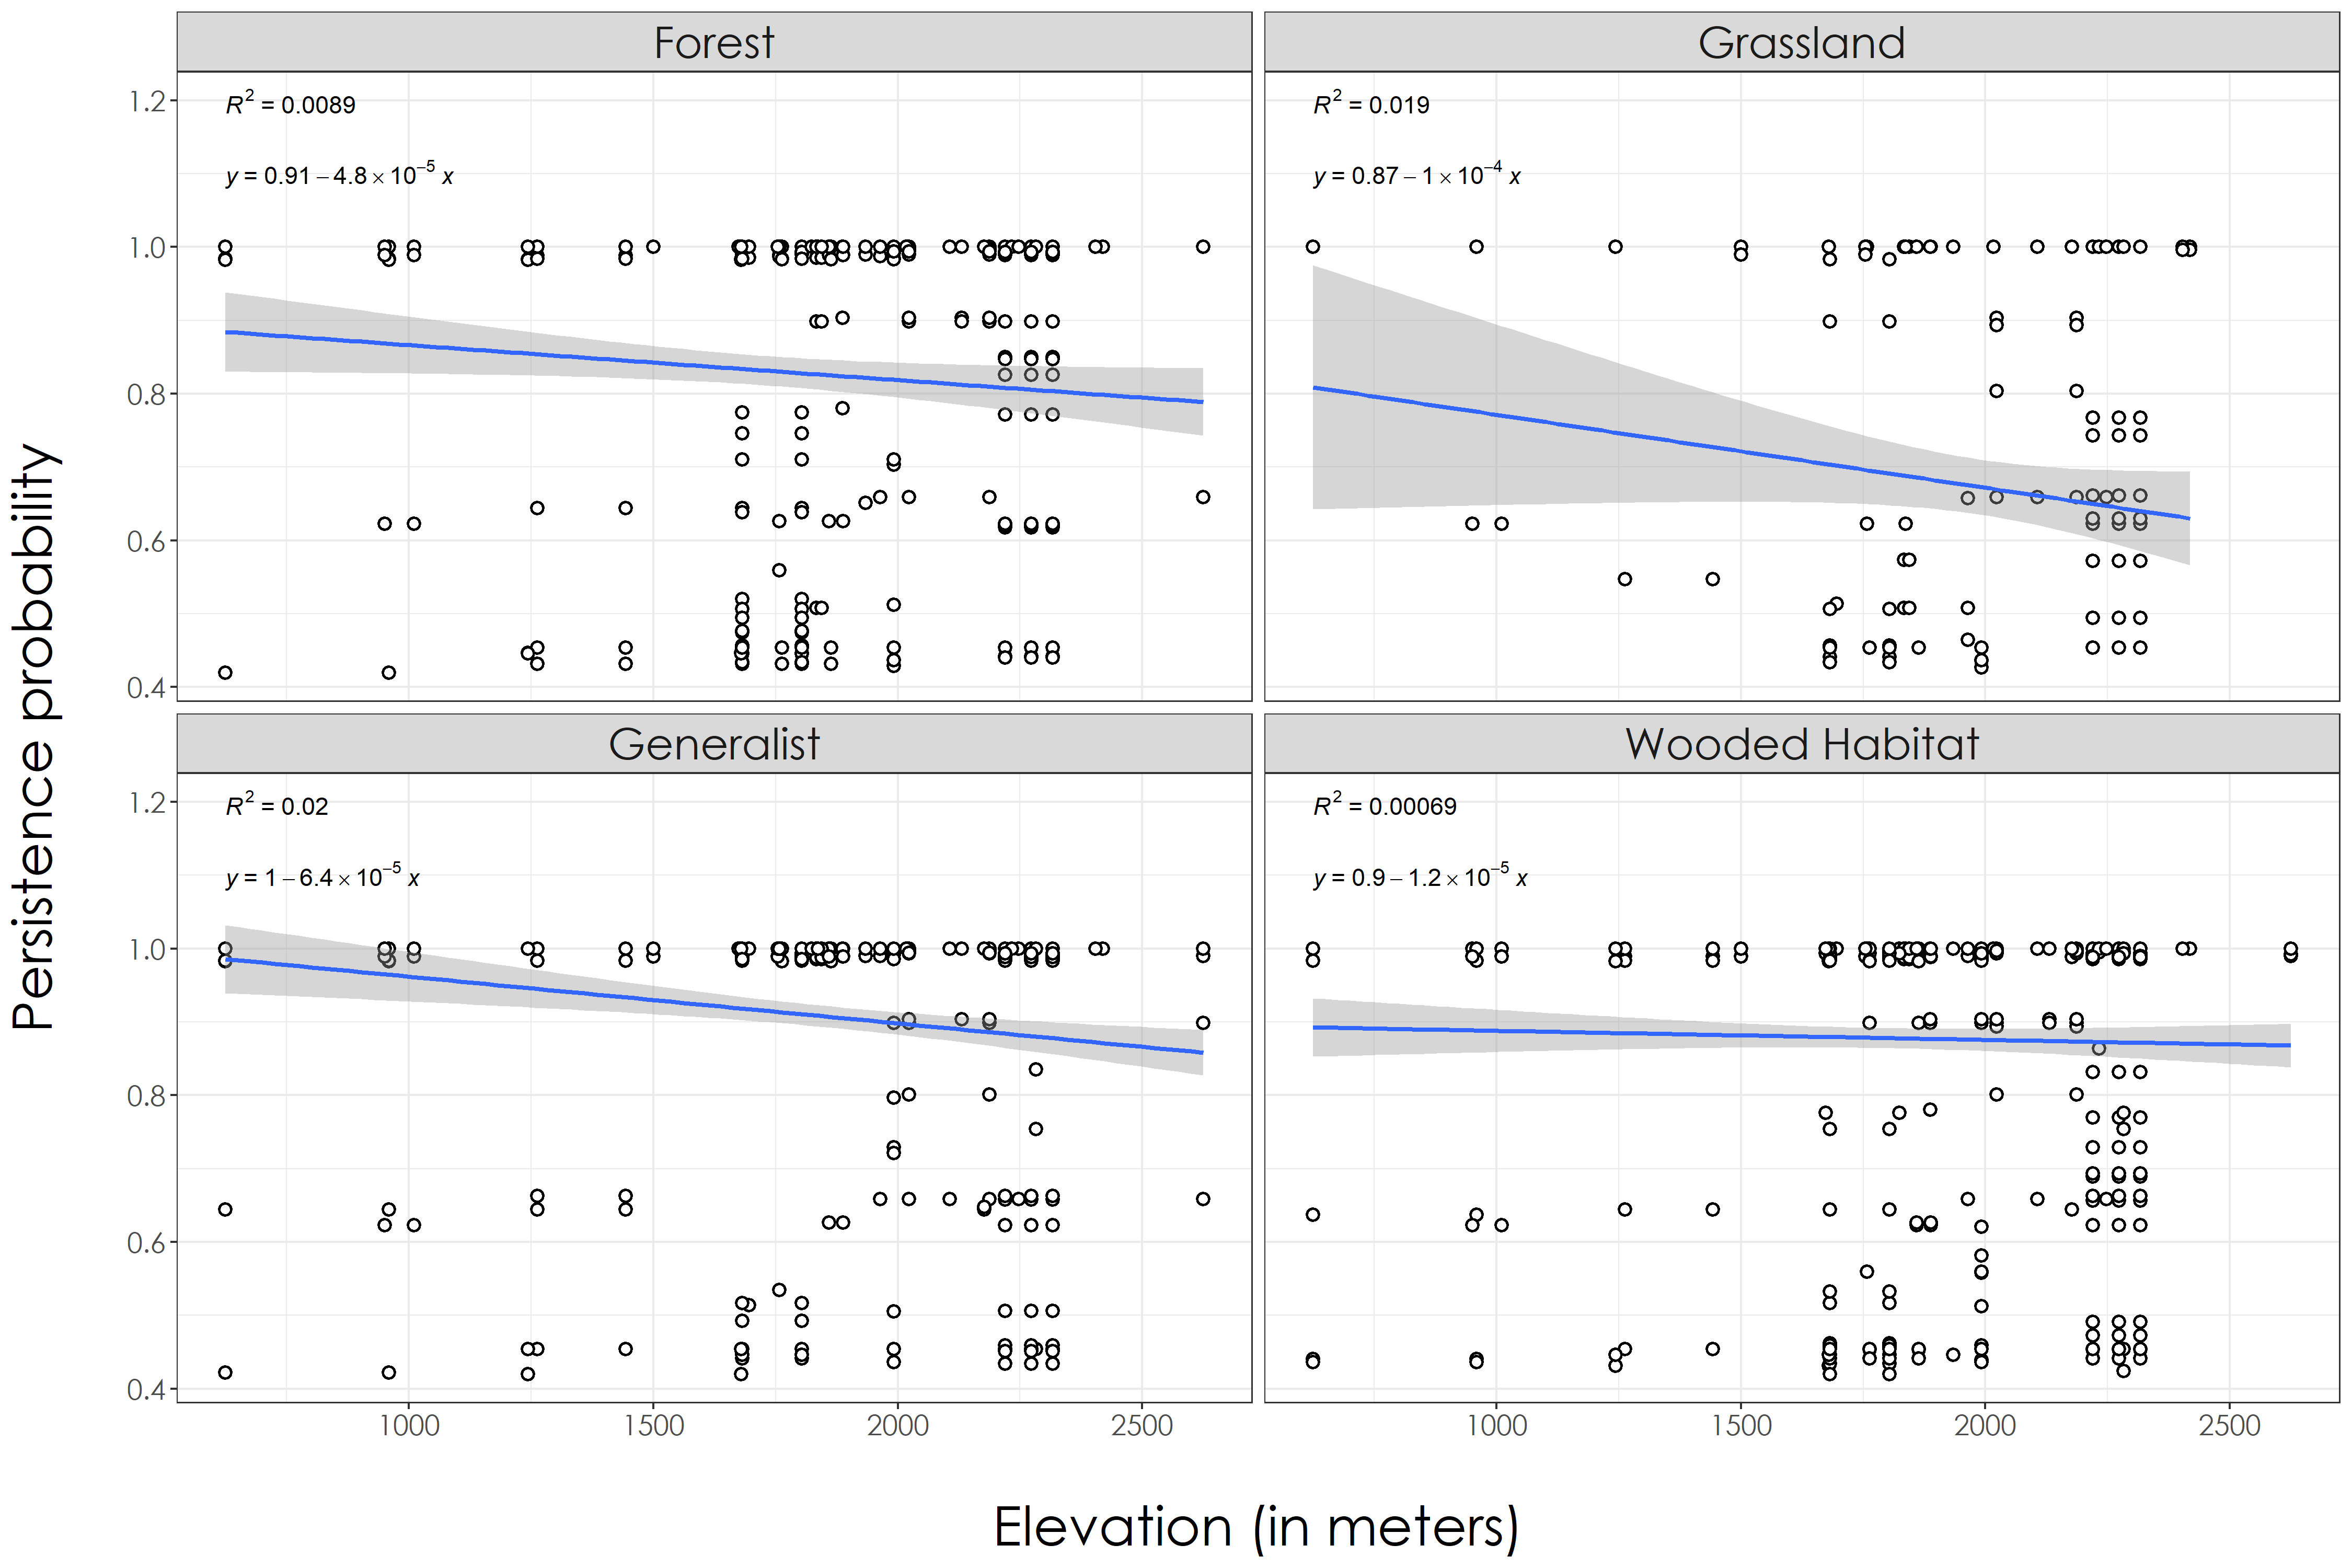 Forest
Grassland
1.2
R² = 0.0089
R² = 0.019
y = 0.91 − 4.8 × 10⁻⁵ x
y = 0.87 − 1 × 10⁻⁴ x
1.0
0.8
0.6
0.4
Persistence probability
Generalist
Wooded Habitat
1.2
R² = 0.02
R² = 0.00069
y = 1 − 6.4 × 10⁻⁵ x
y = 0.9 − 1.2 × 10⁻⁵ x
1.0
0.8
0.6
0.4
1000 1500 2000 2500
1000 1500 2000 2500
Elevation (in meters)